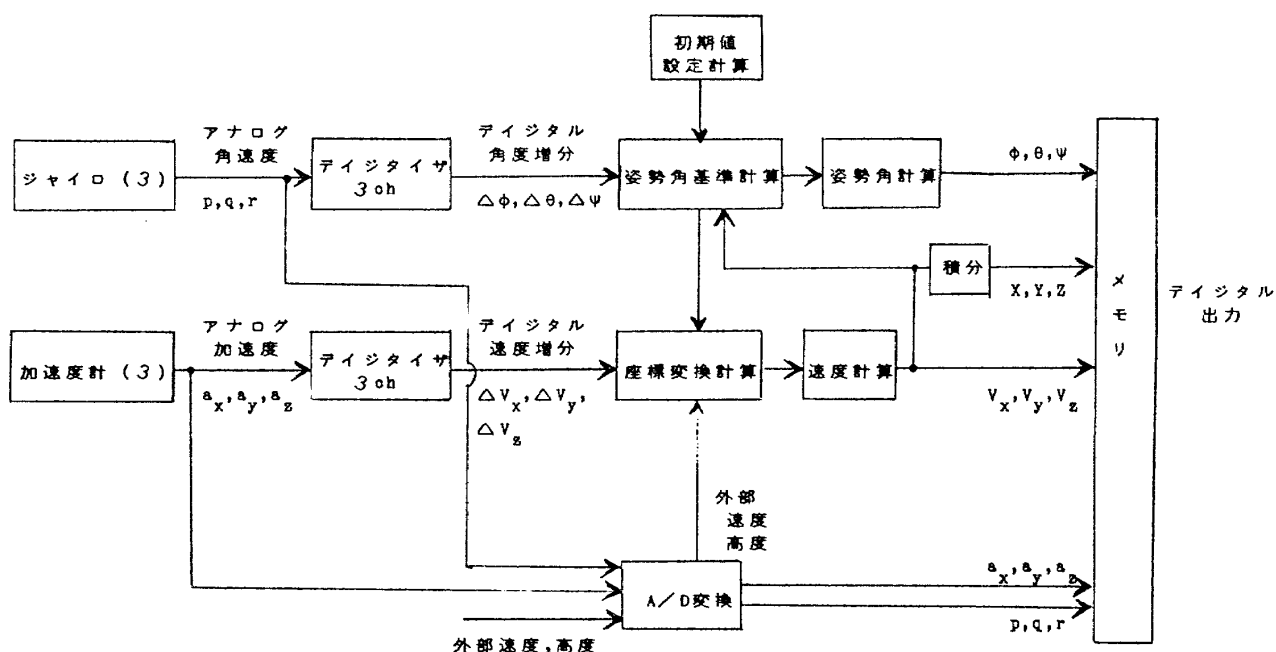 初期値
設定計算
アナログ
角速度
デイジタル
角度増分
ジャイロ(3)
p,q,r
デイジタイザ
3ch
△φ,△θ,△ψ
姿勢角基準計算
姿勢角計算
φ,θ,ψ
積分
X,Y,Z
メモリ
デイジタル
出力
アナログ
加速度
デイジタル
速度増分
加速度計(3)
a_x,a_y,a_z
デイジタイザ
3ch
△V_x,△V_y,
△V_z
座標変換計算
速度計算
V_x,V_y,V_z
外部
速度
高度
A/D変換
a_x,a_y,a_z
p,q,r
外部速度,高度